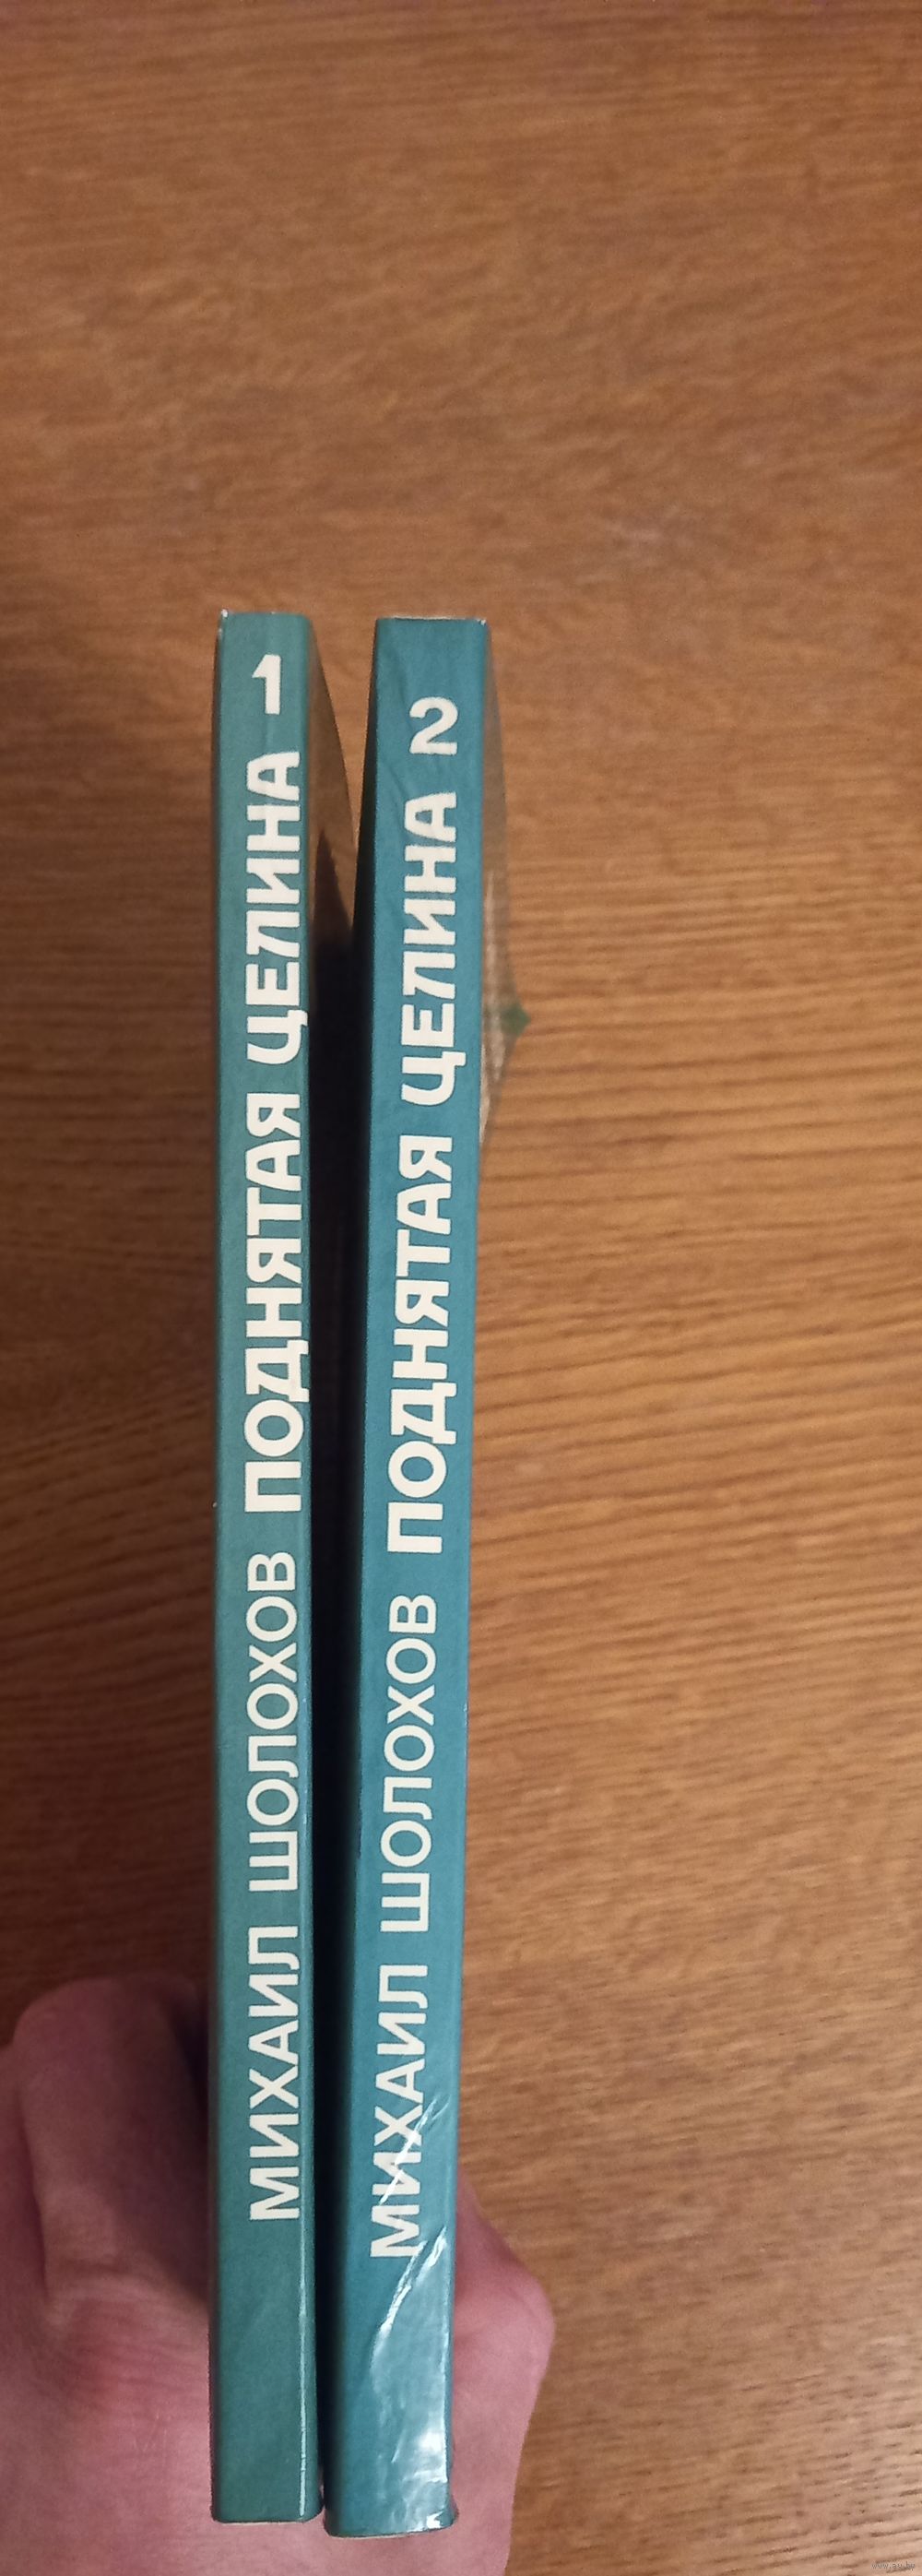 МИХАИЛ ШОЛОХОВ ПОДНЯТАЯ ЦЕЛИНА 1
МИХАИЛ ШОЛОХОВ ПОДНЯТАЯ ЦЕЛИНА 2